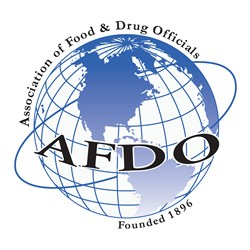 Association of Food & Drug Officials
AFDO
Founded 1896